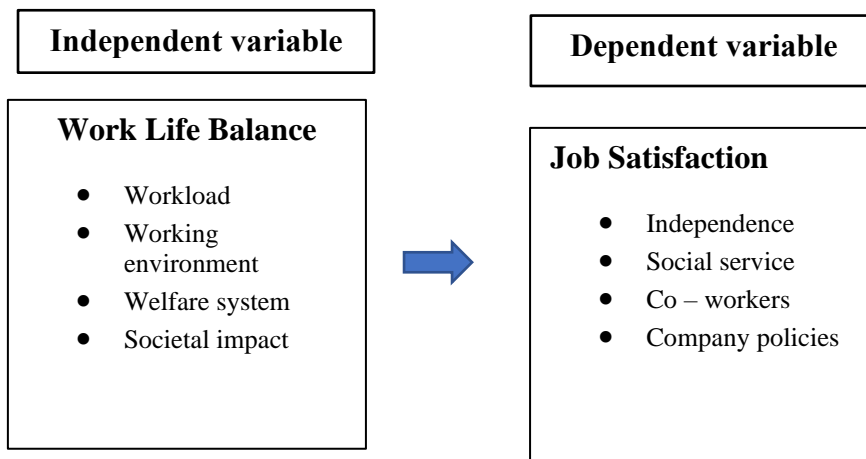 Independent variable
Dependent variable
Work Life Balance
● Workload
● Working
environment
● Welfare system
● Societal impact
Job Satisfaction
● Independence
● Social service
● Co – workers
● Company policies